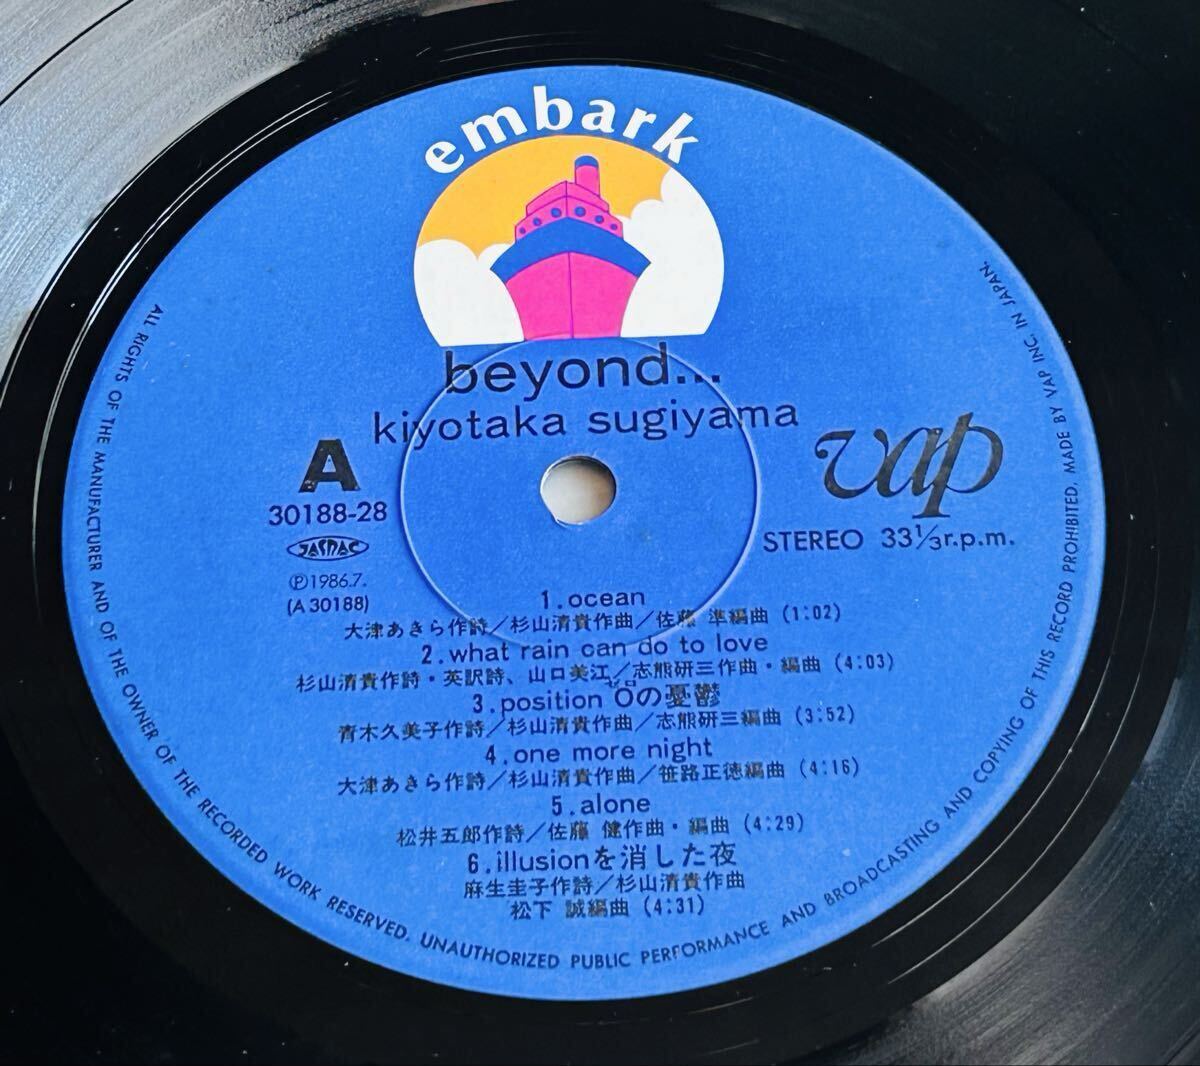 embark
beyond...
kiyotaka sugiyama
A
30188-28
JASRAC
Ⓟ1986.7.
(A 30188)
vap
STEREO 33⅓r.p.m.
1.ocean
大津あきら作詩／杉山清貴作曲／佐藤 準編曲 (1:02)
2.what rain can do to love
杉山清貴作詩・英訳詩、山口美江／志熊研三作曲・編曲 (4:03)
ゼロ
3.position 0の憂鬱
青木久美子作詩／杉山清貴作曲／志熊研三編曲 (3:52)
4.one more night
大津あきら作詩／杉山清貴作曲／笹路正徳編曲 (4:16)
5.alone
松井五郎作詩／佐藤 健作曲・編曲 (4:29)
6.illusionを消した夜
麻生圭子作詩／杉山清貴作曲
松下 誠編曲 (4:31)
ALL RIGHTS OF THE MANUFACTURER AND OF THE OWNER OF THE RECORDED WORK RESERVED. UNAUTHORIZED PUBLIC PERFORMANCE AND BROADCASTING AND COPYING OF THIS RECORD PROHIBITED. MADE BY VAP INC. IN JAPAN.